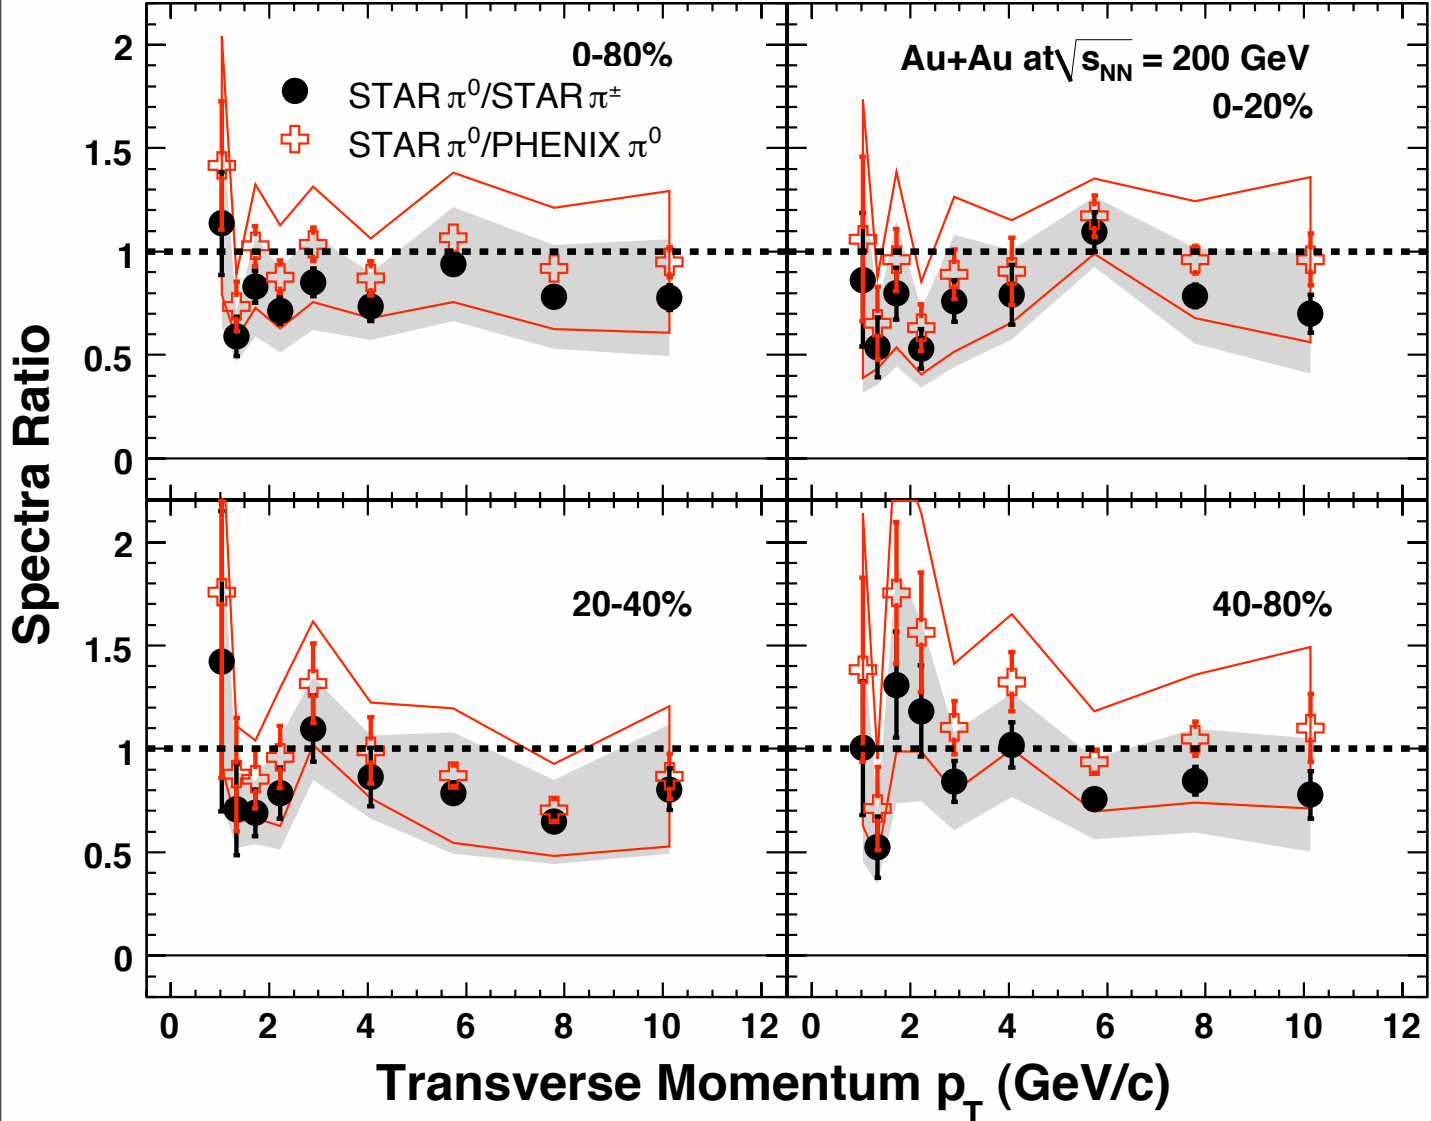 Spectra Ratio
2
1.5
1
0.5
0
0-80%
STAR π⁰/STAR π±
STAR π⁰/PHENIX π⁰
Au+Au at √s_NN = 200 GeV
0-20%
2
1.5
1
0.5
0
20-40%
40-80%
0 2 4 6 8 10 12 0 2 4 6 8 10 12
Transverse Momentum p_T (GeV/c)